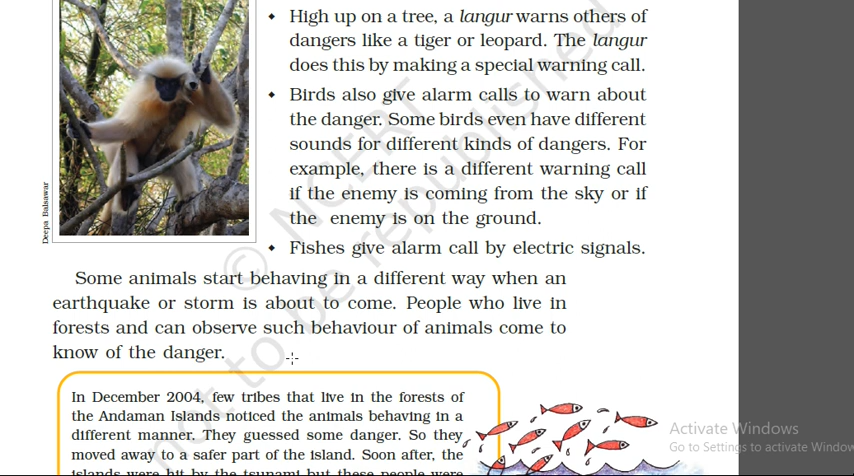 • High up on a tree, a langur warns others of
dangers like a tiger or leopard. The langur
does this by making a special warning call.
• Birds also give alarm calls to warn about
the danger. Some birds even have different
sounds for different kinds of dangers. For
example, there is a different warning call
if the enemy is coming from the sky or if
the enemy is on the ground.
• Fishes give alarm call by electric signals.
Deepa Balsawar
Some animals start behaving in a different way when an
earthquake or storm is about to come. People who live in
forests and can observe such behaviour of animals come to
know of the danger.
In December 2004, few tribes that live in the forests of
the Andaman Islands noticed the animals behaving in a
different manner. They guessed some danger. So they
moved away to a safer part of the island. Soon after, the
islands were hit by the tsunami but these people were
© NCERT
not to be republished
Activate Windows
Go to Settings to activate Window